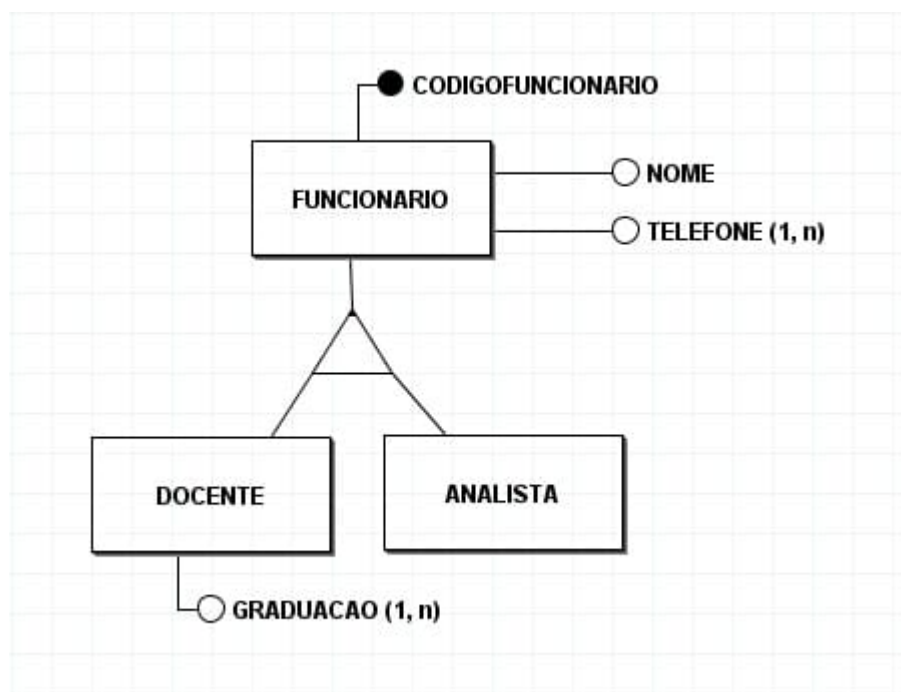 CODIGOFUNCIONARIO
FUNCIONARIO
NOME
TELEFONE (1, n)
DOCENTE
ANALISTA
GRADUACAO (1, n)